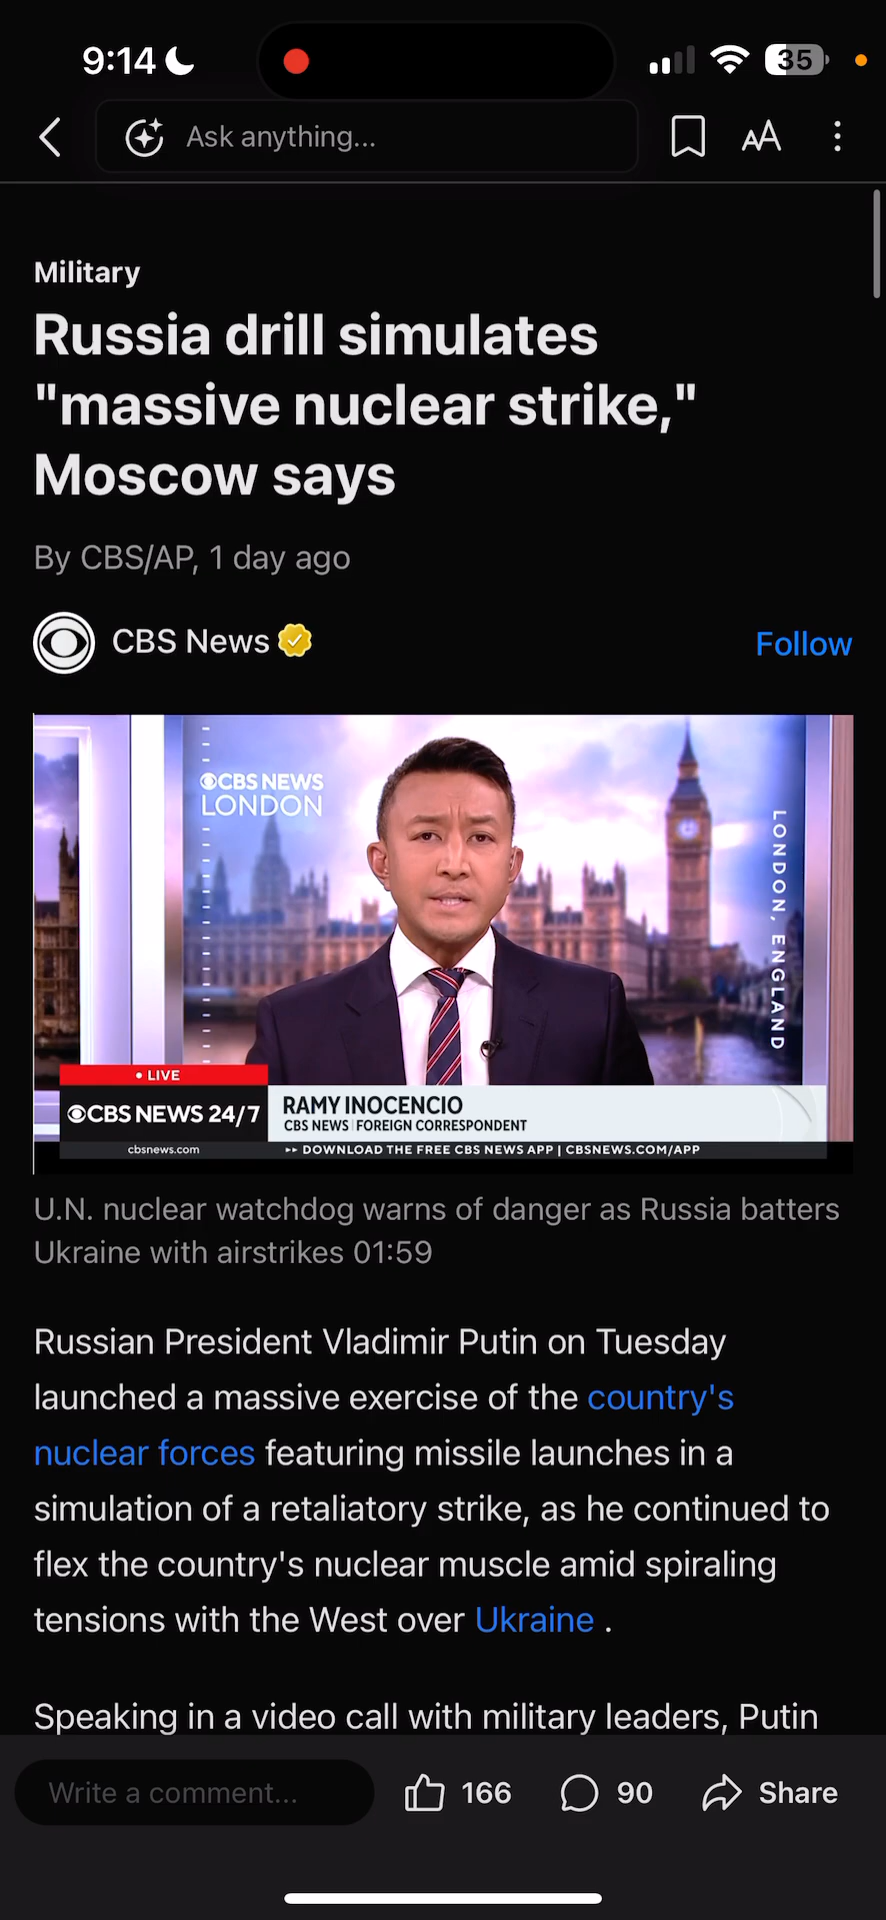 9:14
35
Ask anything...
AA
Military
Russia drill simulates
"massive nuclear strike,"
Moscow says
By CBS/AP, 1 day ago
CBS News
Follow
CBS NEWS
LONDON
LONDON, ENGLAND
• LIVE
CBS NEWS 24/7
cbsnews.com
RAMY INOCENCIO
CBS NEWS | FOREIGN CORRESPONDENT
DOWNLOAD THE FREE CBS NEWS APP | CBSNEWS.COM/APP
U.N. nuclear watchdog warns of danger as Russia batters
Ukraine with airstrikes 01:59
Russian President Vladimir Putin on Tuesday
launched a massive exercise of the country's
nuclear forces featuring missile launches in a
simulation of a retaliatory strike, as he continued to
flex the country's nuclear muscle amid spiraling
tensions with the West over Ukraine .
Speaking in a video call with military leaders, Putin
Write a comment...
166
90
Share